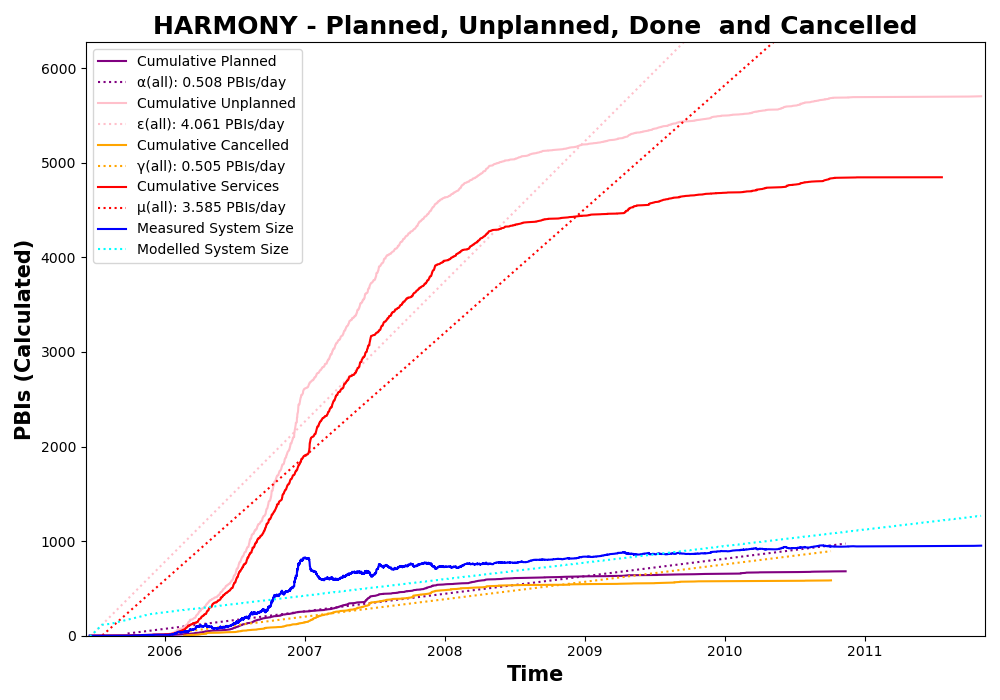 HARMONY - Planned, Unplanned, Done  and Cancelled
PBIs (Calculated)
6000
5000
4000
3000
2000
1000
0
Cumulative Planned
α(all): 0.508 PBIs/day
Cumulative Unplanned
ε(all): 4.061 PBIs/day
Cumulative Cancelled
γ(all): 0.505 PBIs/day
Cumulative Services
μ(all): 3.585 PBIs/day
Measured System Size
Modelled System Size
2006 2007 2008 2009 2010 2011
Time